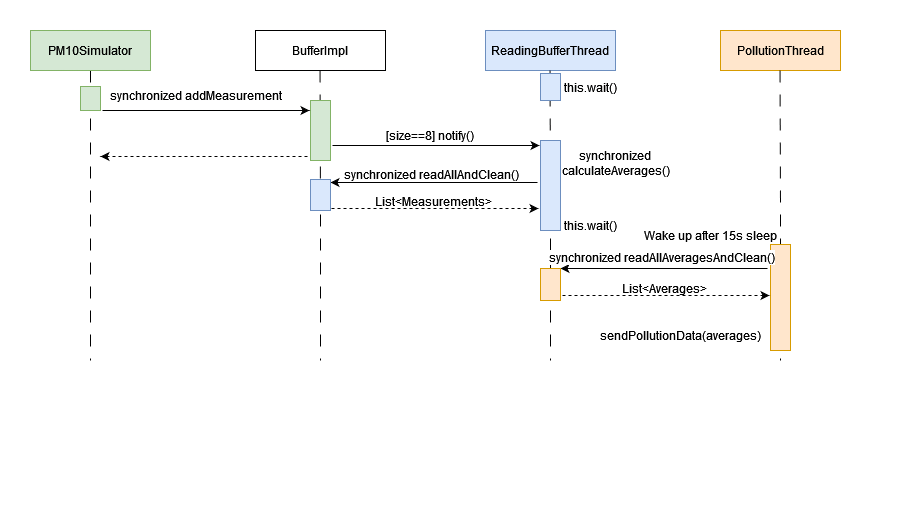 PM10Simulator
BufferImpl
ReadingBufferThread
PollutionThread
this.wait()
synchronized addMeasurement
[size==8] notify()
synchronized
calculateAverages()
synchronized readAllAndClean()
List<Measurements>
this.wait()
Wake up after 15s sleep
synchronized readAllAveragesAndClean()
List<Averages>
sendPollutionData(averages)